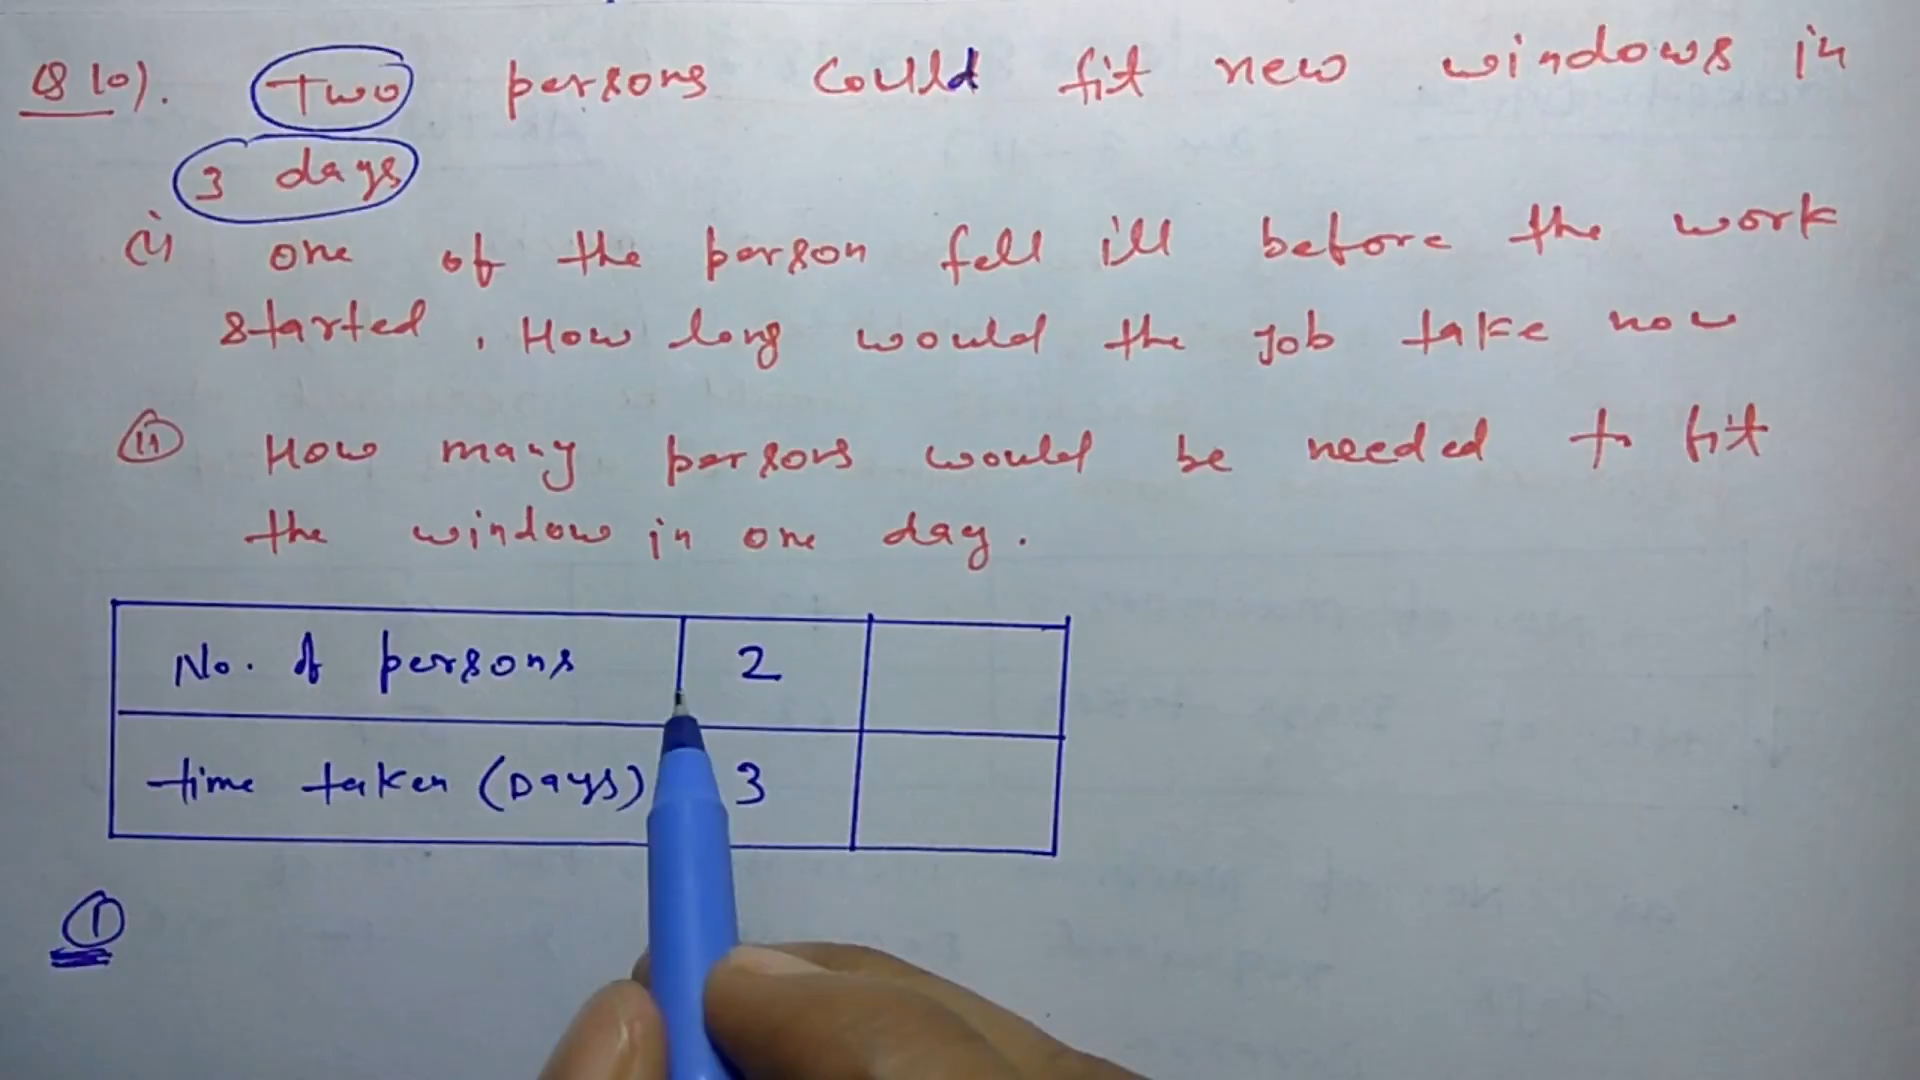 Q 10). Two persons could fit new windows in
3 days
(i) one of the person fell ill before the work
started. How long would the job take now
(ii) How many persons would be needed to fit
the window in one day.
No. of persons 2
time taken (Days) 3
1